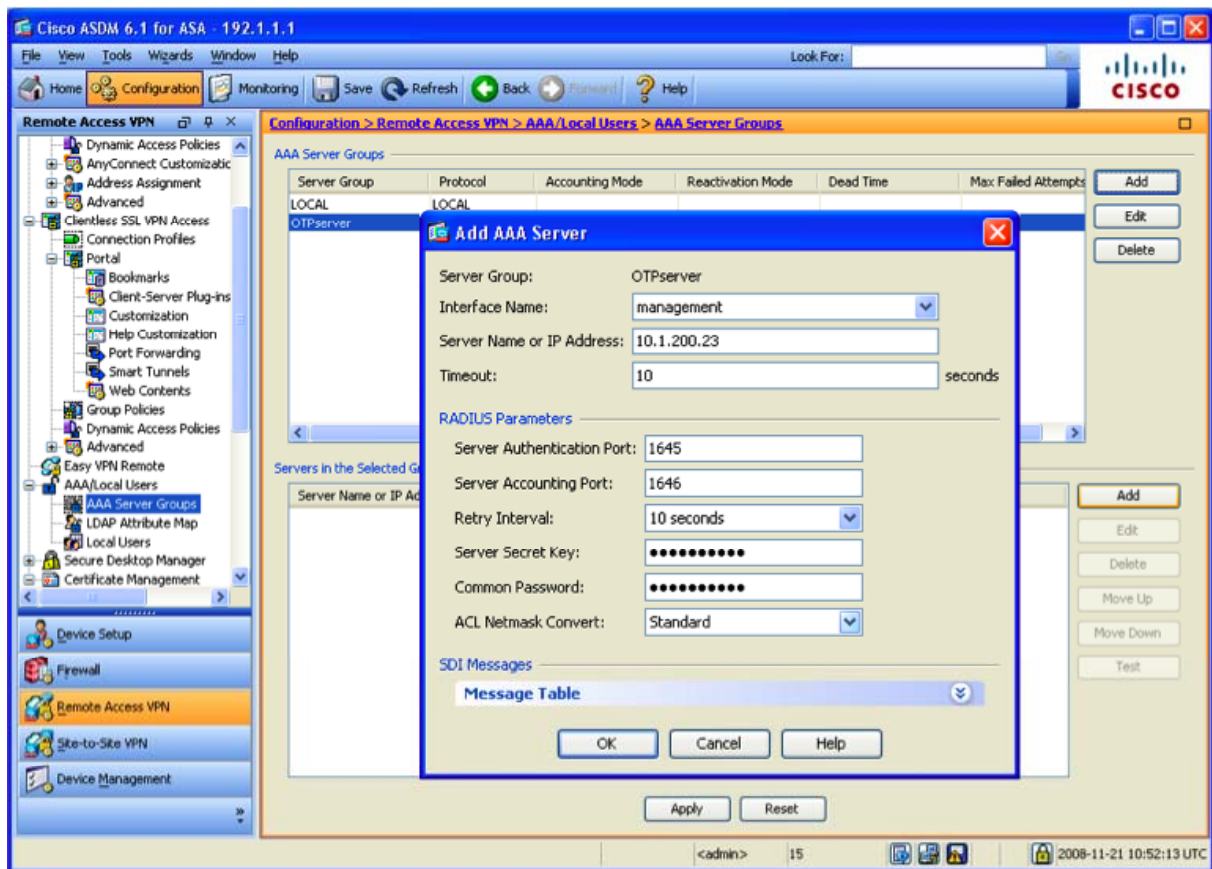 Cisco ASDM 6.1 for ASA - 192.1.1.1
File View Tools Wizards Window Help
Look For:
Go
Home Configuration Monitoring Save Refresh Back Forward Help
CISCO
Remote Access VPN
Dynamic Access Policies
AnyConnect Customizatic
Address Assignment
Advanced
Clientless SSL VPN Access
Connection Profiles
Portal
Bookmarks
Client-Server Plug-ins
Customization
Help Customization
Port Forwarding
Smart Tunnels
Web Contents
Group Policies
Dynamic Access Policies
Advanced
Easy VPN Remote
AAA/Local Users
AAA Server Groups
LDAP Attribute Map
Local Users
Secure Desktop Manager
Certificate Management
Device Setup
Firewall
Remote Access VPN
Site-to-Site VPN
Device Management
Configuration > Remote Access VPN > AAA/Local Users > AAA Server Groups
AAA Server Groups
Server Group Protocol Accounting Mode Reactivation Mode Dead Time Max Failed Attempts
LOCAL LOCAL
OTPserver
Add
Edit
Delete
Servers in the Selected G
Server Name or IP Ad
Add
Edit
Delete
Move Up
Move Down
Test
Add AAA Server
Server Group: OTPserver
Interface Name: management
Server Name or IP Address: 10.1.200.23
Timeout: 10 seconds
RADIUS Parameters
Server Authentication Port: 1645
Server Accounting Port: 1646
Retry Interval: 10 seconds
Server Secret Key: ●●●●●●●●●●
Common Password: ●●●●●●●●●●
ACL Netmask Convert: Standard
SDI Messages
Message Table
OK Cancel Help
Apply Reset
<admin> 15 2008-11-21 10:52:13 UTC